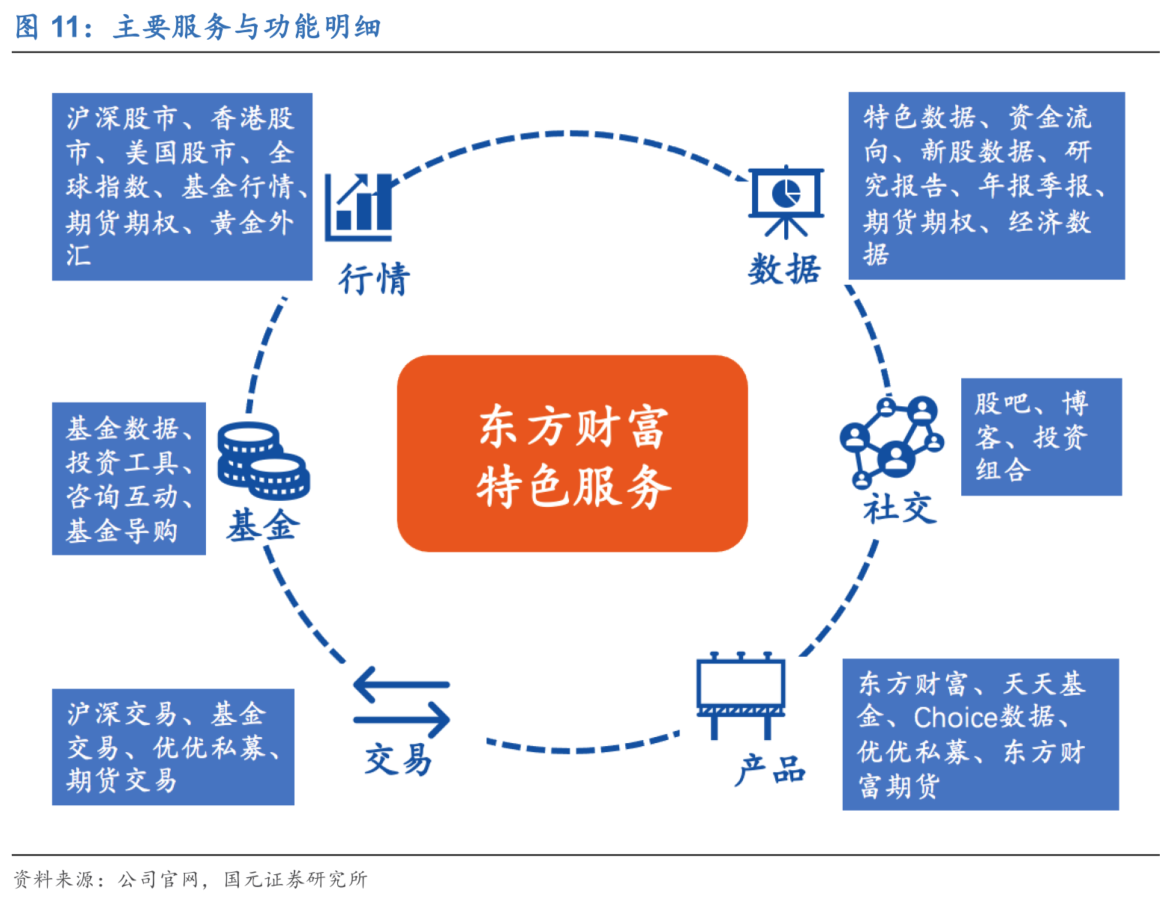 图 11：主要服务与功能明细
沪深股市、香港股
市、美国股市、全
球指数、基金行情、
期货期权、黄金外
汇
行情
特色数据、资金流
向、新股数据、研
究报告、年报季报、
期货期权、经济数
据
数据
东方财富
特色服务
基金数据、
投资工具、
咨询互动、
基金导购
基金
股吧、博
客、投资
组合
社交
沪深交易、基金
交易、优优私募、
期货交易
交易
东方财富、天天基
金、Choice数据、
优优私募、东方财
富期货
产品
资料来源：公司官网，国元证券研究所